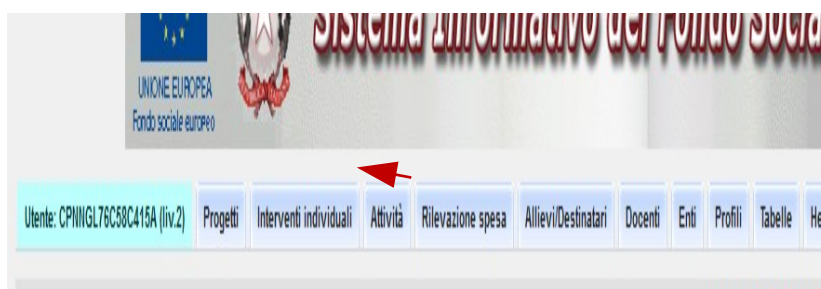 Sistema Informativo del Fondo Socia
UNIONE EUROPEA
Fondo sociale europeo
Utente: CPNNGL76C58C415A (liv.2) Progetti Interventi individuali Attività Rilevazione spesa Allievi/Destinatari Docenti Enti Profili Tabelle He